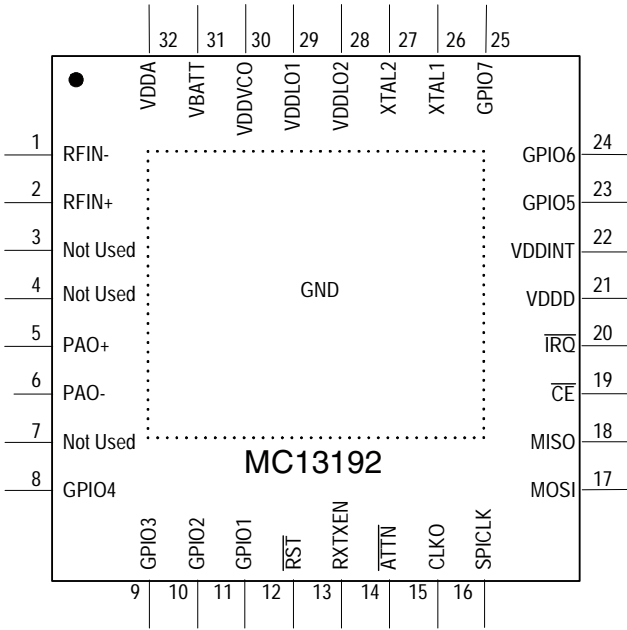 32 31 30 29 28 27 26 25
VDDA VBATT VDDVCO VDDLO1 VDDLO2 XTAL2 XTAL1 GPIO7
1 RFIN-
2 RFIN+
3 Not Used
4 Not Used
5 PAO+
6 PAO-
7 Not Used
8 GPIO4
GND
GPIO6 24
GPIO5 23
VDDINT 22
VDDD 21
IRQ 20
CE 19
MISO 18
MOSI 17
MC13192
GPIO3 GPIO2 GPIO1 RST RXTXEN ATTN CLKO SPICLK
9 10 11 12 13 14 15 16